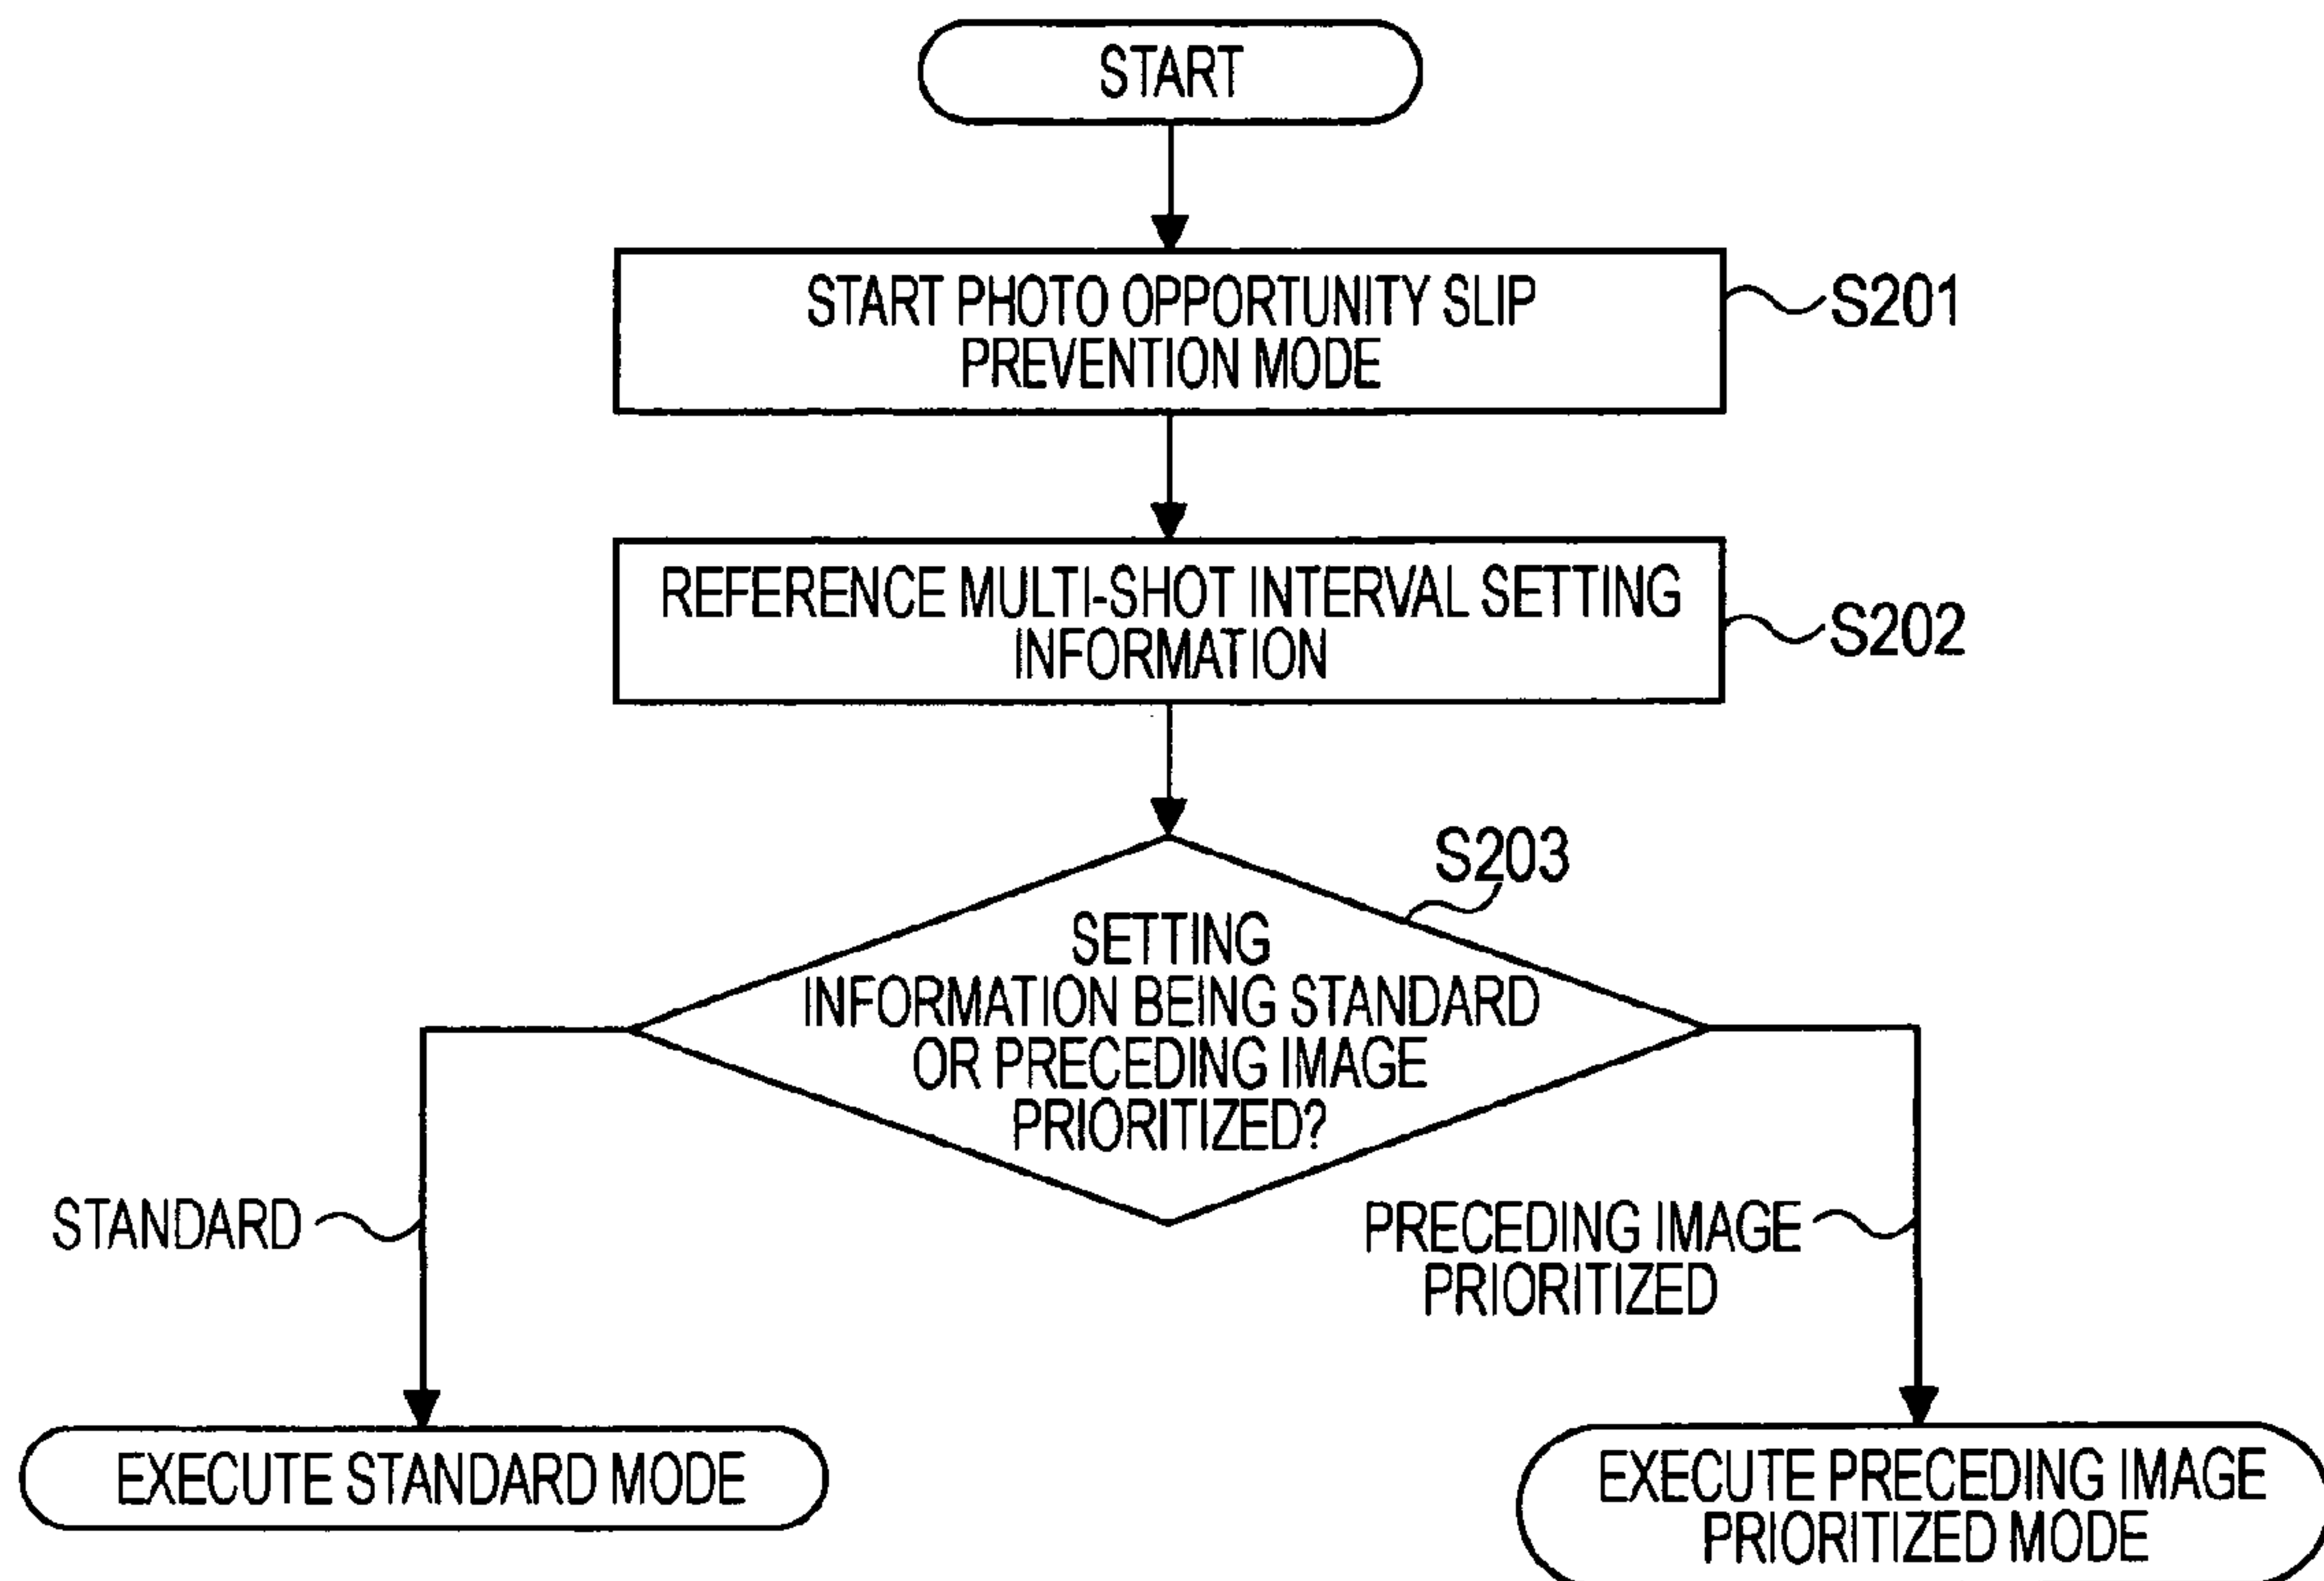 START
START PHOTO OPPORTUNITY SLIP
PREVENTION MODE
S201
REFERENCE MULTI-SHOT INTERVAL SETTING
INFORMATION
S202
S203
SETTING
INFORMATION BEING STANDARD
OR PRECEDING IMAGE
PRIORITIZED?
STANDARD
PRECEDING IMAGE
PRIORITIZED
EXECUTE STANDARD MODE
EXECUTE PRECEDING IMAGE
PRIORITIZED MODE